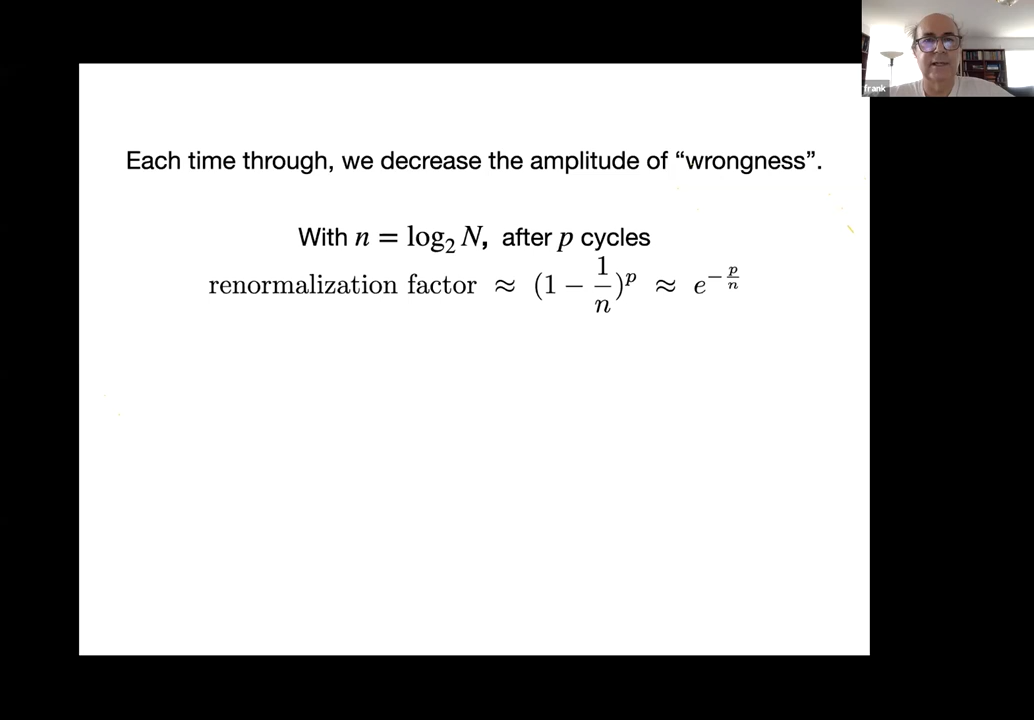 frank
Each time through, we decrease the amplitude of “wrongness”.
With n = log₂ N, after p cycles
renormalization factor ≈ (1 − 1/n)ᵖ ≈ e^(−p/n)